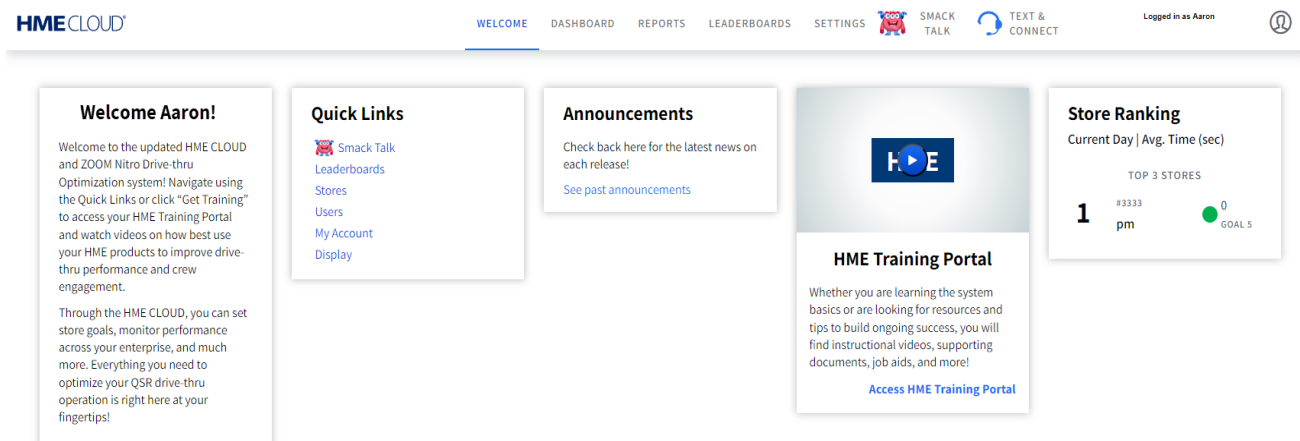 HME CLOUD®
WELCOME
DASHBOARD
REPORTS
LEADERBOARDS
SETTINGS
SMACK
TALK
TEXT &
CONNECT
Logged in as Aaron
Welcome Aaron!
Welcome to the updated HME CLOUD
and ZOOM Nitro Drive-thru
Optimization system! Navigate using
the Quick Links or click “Get Training”
to access your HME Training Portal
and watch videos on how best use
your HME products to improve drive-
thru performance and crew
engagement.
Through the HME CLOUD, you can set
store goals, monitor performance
across your enterprise, and much
more. Everything you need to
optimize your QSR drive-thru
operation is right here at your
fingertips!
Quick Links
Smack Talk
Leaderboards
Stores
Users
My Account
Display
Announcements
Check back here for the latest news on
each release!
See past announcements
HME
HME Training Portal
Whether you are learning the system
basics or are looking for resources and
tips to build ongoing success, you will
find instructional videos, supporting
documents, job aids, and more!
Access HME Training Portal
Store Ranking
Current Day | Avg. Time (sec)
TOP 3 STORES
1
#3333
pm
0
GOAL 5